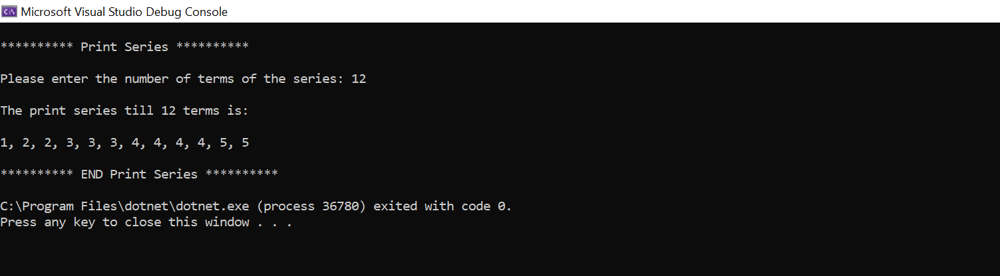 C:\ Microsoft Visual Studio Debug Console
********** Print Series **********
Please enter the number of terms of the series: 12
The print series till 12 terms is:
1, 2, 2, 3, 3, 3, 4, 4, 4, 4, 5, 5
********** END Print Series **********
C:\Program Files\dotnet\dotnet.exe (process 36780) exited with code 0.
Press any key to close this window . . .